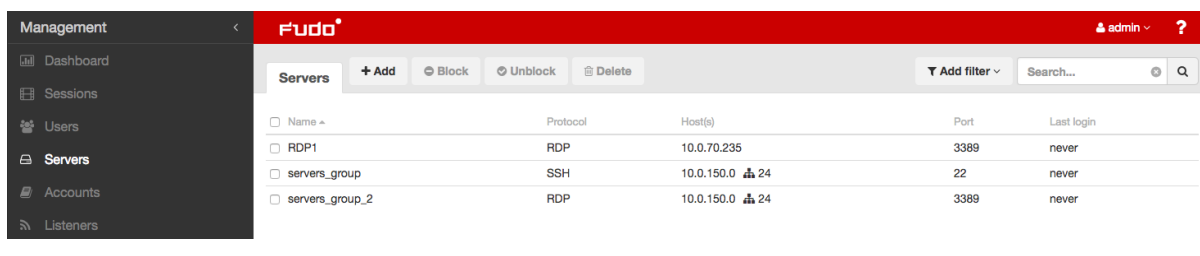 Management
Fudo
admin
?
Dashboard
Sessions
Users
Servers
Accounts
Listeners
Servers
+ Add
Block
Unblock
Delete
Add filter
Search...
Name Protocol Host(s) Port Last login
RDP1 RDP 10.0.70.235 3389 never
servers_group SSH 10.0.150.0 24 22 never
servers_group_2 RDP 10.0.150.0 24 3389 never